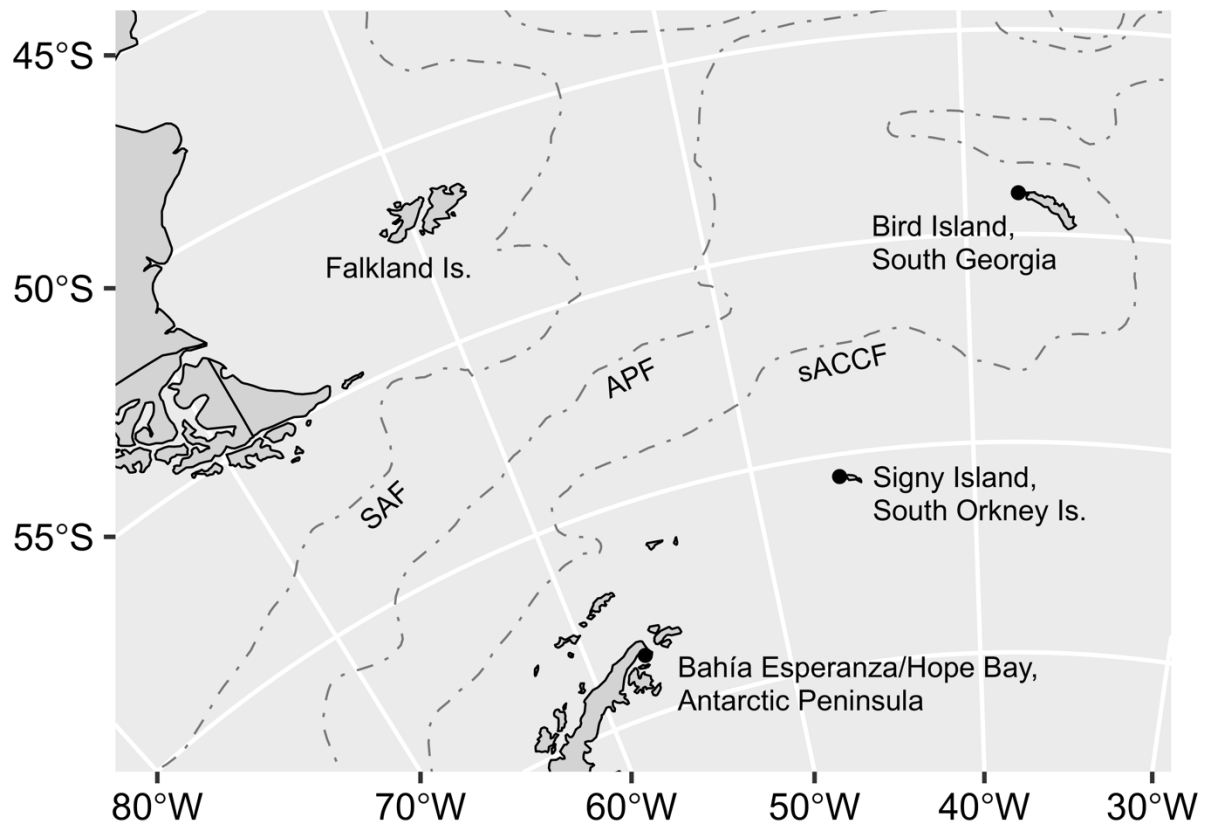 45°S
50°S
55°S
Falkland Is.
Bird Island,
South Georgia
APF
sACCF
SAF
Signy Island,
South Orkney Is.
Bahía Esperanza/Hope Bay,
Antarctic Peninsula
80°W
70°W
60°W
50°W
40°W
30°W